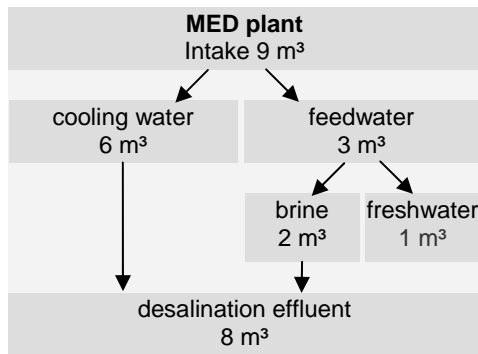 MED plant
Intake 9 m³
cooling water
6 m³
feedwater
3 m³
brine
2 m³
freshwater
1 m³
desalination effluent
8 m³